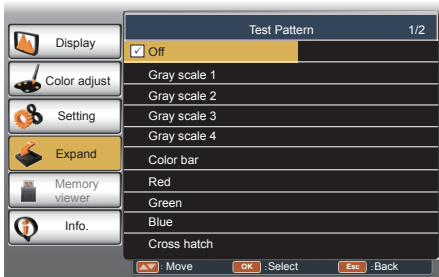 Display
Color adjust
Setting
Expand
Memory
viewer
Info.
Test Pattern 1/2
Off
Gray scale 1
Gray scale 2
Gray scale 3
Gray scale 4
Color bar
Red
Green
Blue
Cross hatch
: Move OK :Select Esc :Back